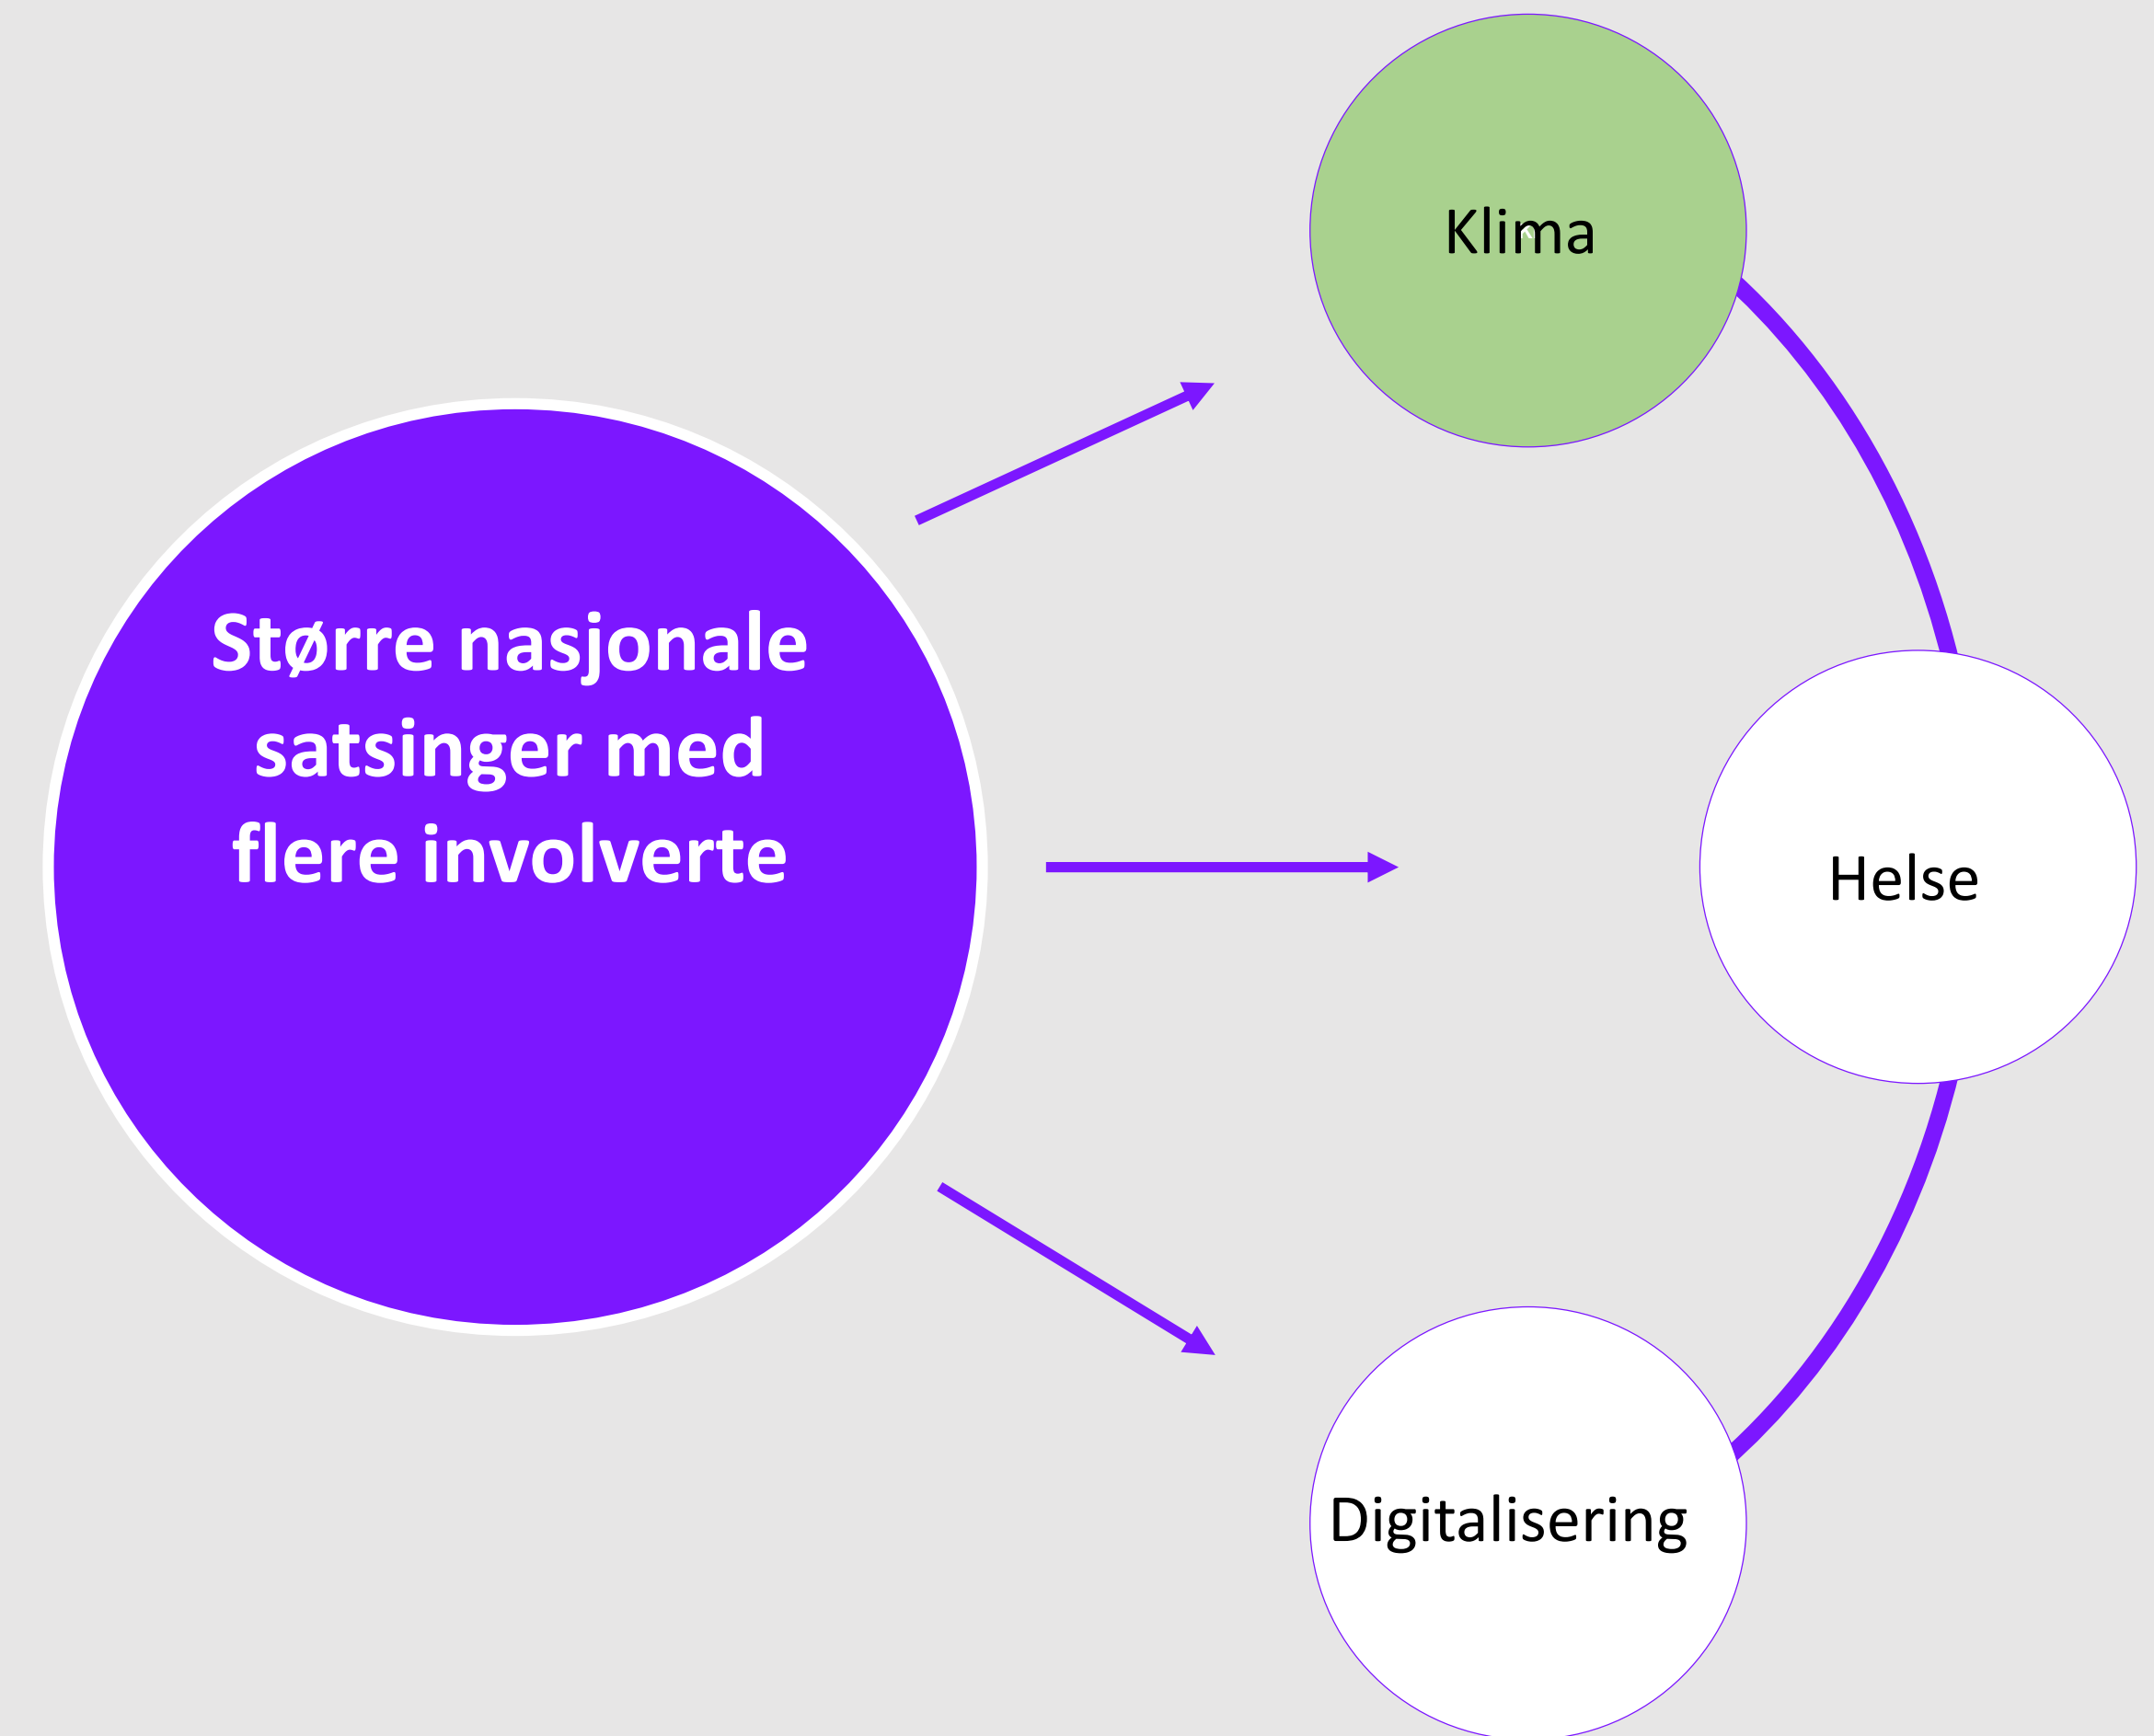 Større nasjonale
satsinger med
flere involverte
Klima
Helse
Digitalisering